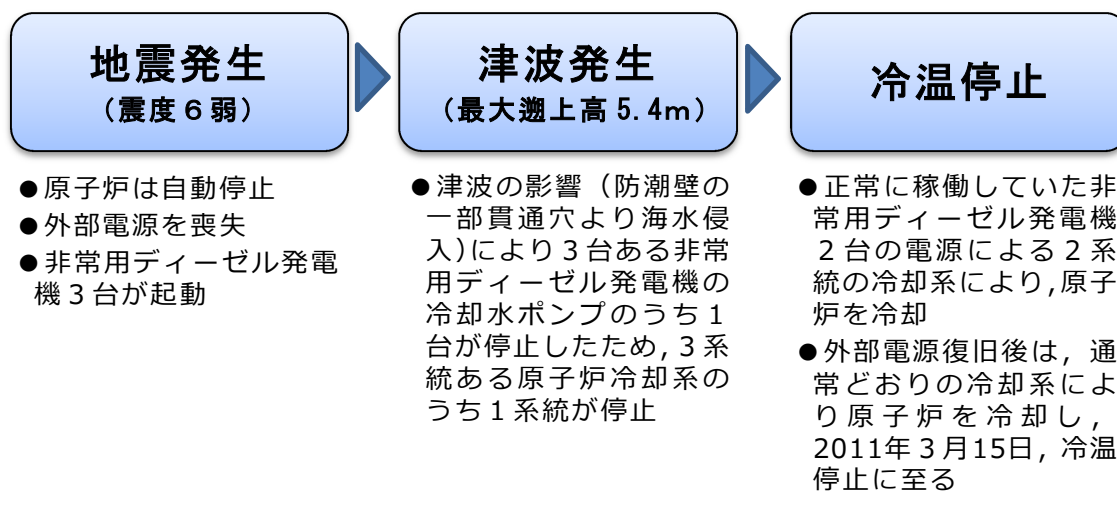 地震発生
（震度６弱）
●原子炉は自動停止
●外部電源を喪失
●非常用ディーゼル発電
機３台が起動
津波発生
（最大遡上高 5.4ｍ）
●津波の影響（防潮壁の
一部貫通穴より海水侵
入)により３台ある非常
用ディーゼル発電機の
冷却水ポンプのうち１
台が停止したため,３系
統ある原子炉冷却系の
うち１系統が停止
冷温停止
●正常に稼働していた非
常用ディーゼル発電機
２台の電源による２系
統の冷却系により,原子
炉を冷却
●外部電源復旧後は，通
常どおりの冷却系によ
り原子炉を冷却し，
2011年３月15日，冷温
停止に至る